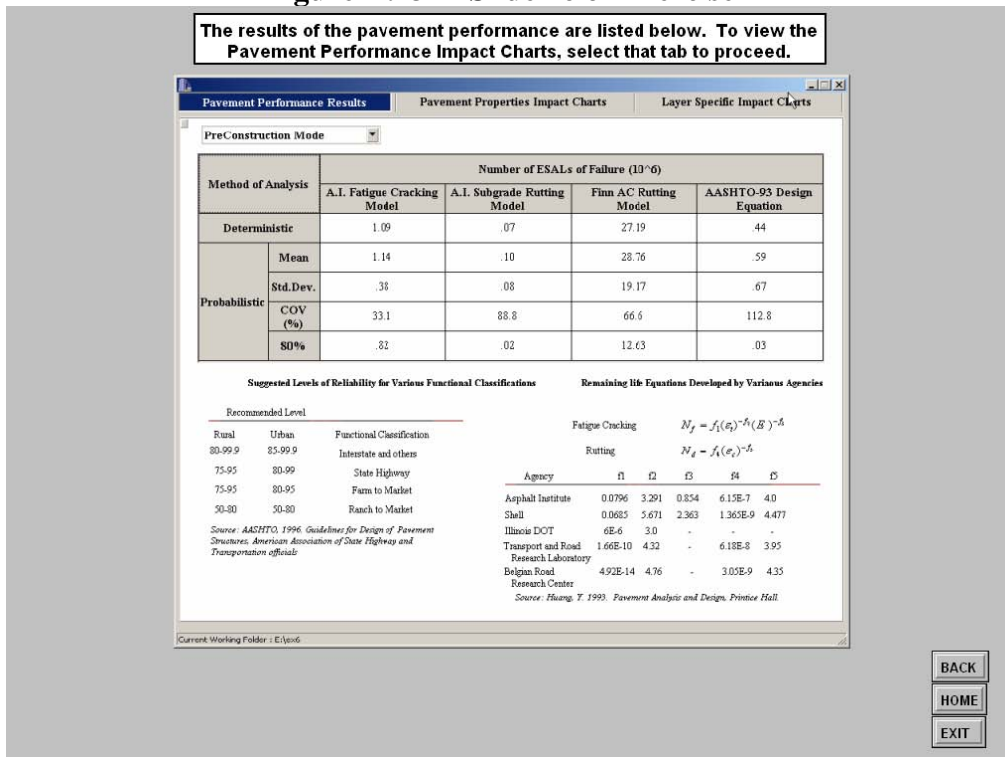 The results of the pavement performance are listed below. To view the
Pavement Performance Impact Charts, select that tab to proceed.
Pavement Performance Results Pavement Properties Impact Charts Layer Specific Impact Charts
PreConstruction Mode
Method of Analysis
Number of ESALs of Failure (10^6)
A.I. Fatigue Cracking Model
A.I. Subgrade Rutting Model
Finn AC Rutting Model
AASHTO-93 Design Equation
Deterministic 1.09 .07 27.19 .44
Probabilistic
Mean 1.14 .10 28.76 .59
Std.Dev. .38 .08 19.17 .67
COV (%) 33.1 88.8 66.6 112.8
80% .82 .02 12.63 .03
Suggested Levels of Reliability for Various Functional Classifications
Recommended Level
Rural Urban Functional Classification
80-99.9 85-99.9 Interstate and others
75-95 80-99 State Highway
75-95 80-95 Farm to Market
50-80 50-80 Ranch to Market
Source: AASHTO, 1996. Guidelines for Design of Pavement
Structures, American Association of State Highway and
Transportation officials
Remaining life Equations Developed by Variaous Agencies
Fatigue Cracking N_f = f_1(ε_t)^-f_2(E)^-f_3
Rutting N_d = f_4(ε_c)^-f_5
Agency f1 f2 f3 f4 f5
Asphalt Institute 0.0796 3.291 0.854 6.15E-7 4.0
Shell 0.0685 5.671 2.363 1.365E-9 4.477
Illinois DOT 6E-6 3.0 - - -
Transport and Road 1.66E-10 4.32 - 6.18E-8 3.95
Research Laboratory
Belgian Road 4.92E-14 4.76 - 3.05E-9 4.35
Research Center
Source: Huang, Y. 1993. Pavement Analysis and Design, Printice Hall.
Current Working Folder : E:\ex6
BACK
HOME
EXIT